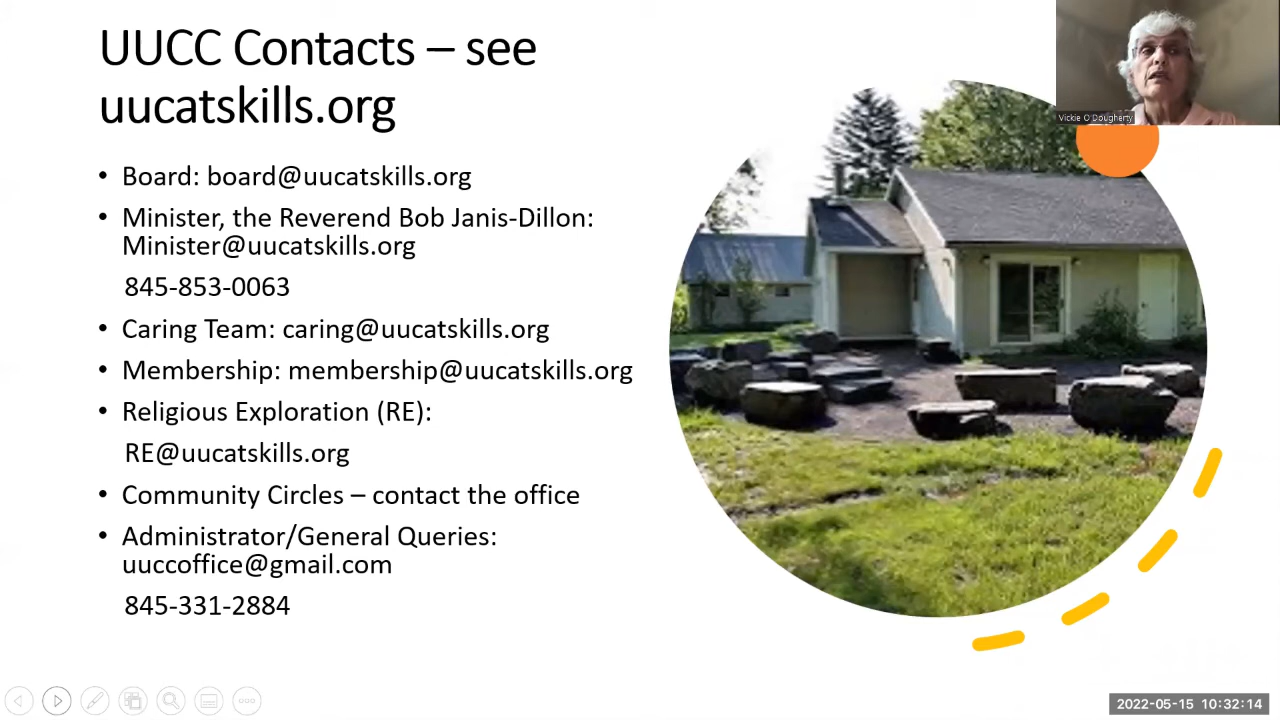 UUCC Contacts – see
uucatskills.org
• Board: board@uucatskills.org
• Minister, the Reverend Bob Janis-Dillon:
Minister@uucatskills.org
845-853-0063
• Caring Team: caring@uucatskills.org
• Membership: membership@uucatskills.org
• Religious Exploration (RE):
RE@uucatskills.org
• Community Circles – contact the office
• Administrator/General Queries:
uuccoffice@gmail.com
845-331-2884
Vickie O'Dougherty
2022-05-15 10:32:14